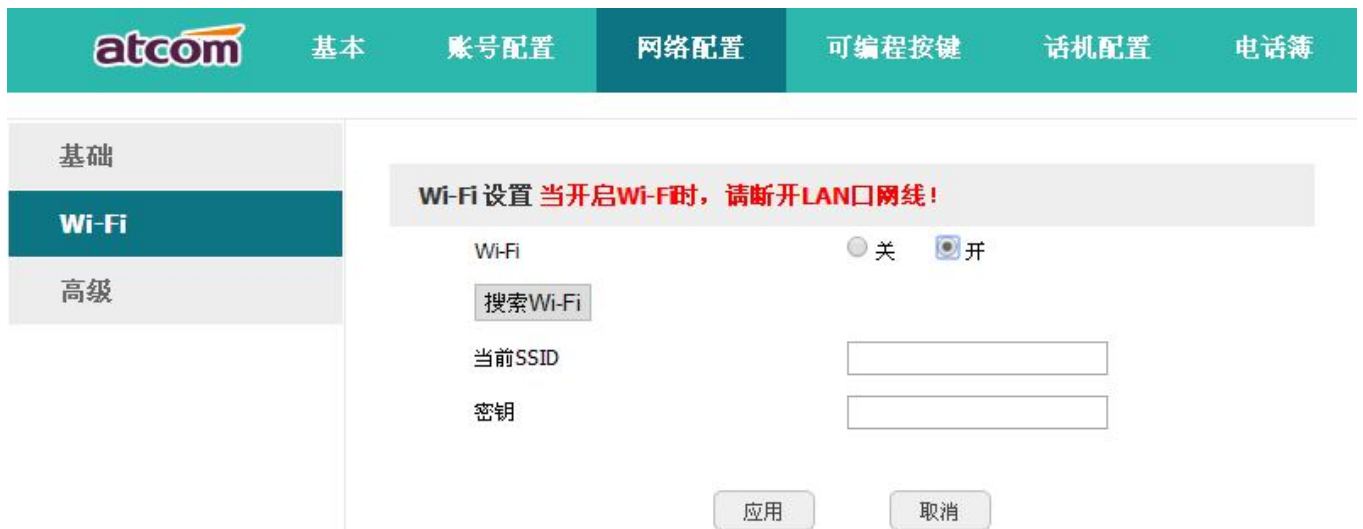 atcom 基本 账号配置 网络配置 可编程按键 话机配置 电话簿
基础
Wi-Fi
高级
Wi-Fi 设置 当开启Wi-Fi时，请断开LAN口网线！
Wi-Fi 关 开
搜索Wi-Fi
当前SSID
密钥
应用 取消